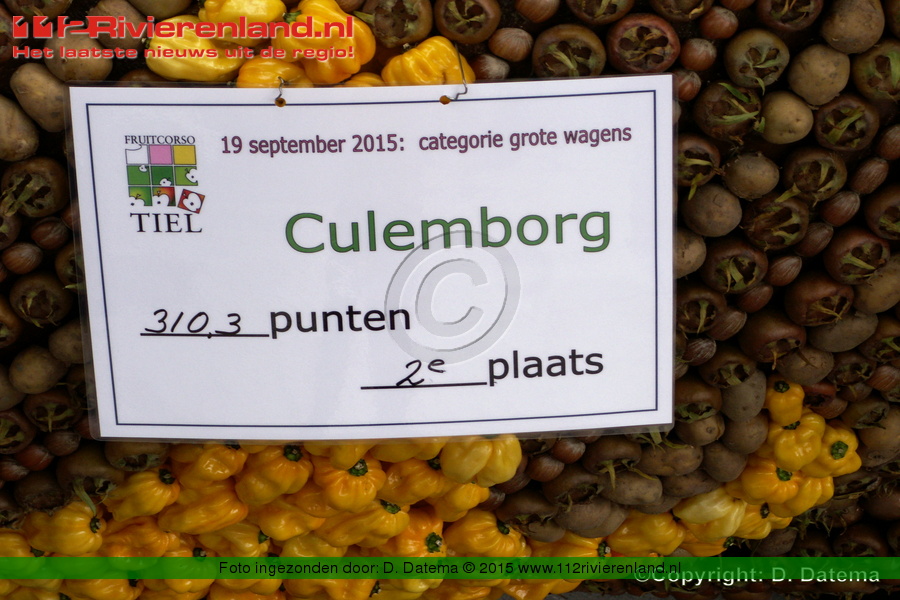 112-Rivierenland.nl
Het laatste nieuws uit de regio!
FRUITCORSO
TIEL
19 september 2015: categorie grote wagens
Culemborg
©
310,3 punten
2e plaats
Foto ingezonden door: D. Datema © 2015 www.112rivierenland.nl
©Copyright: D. Datema